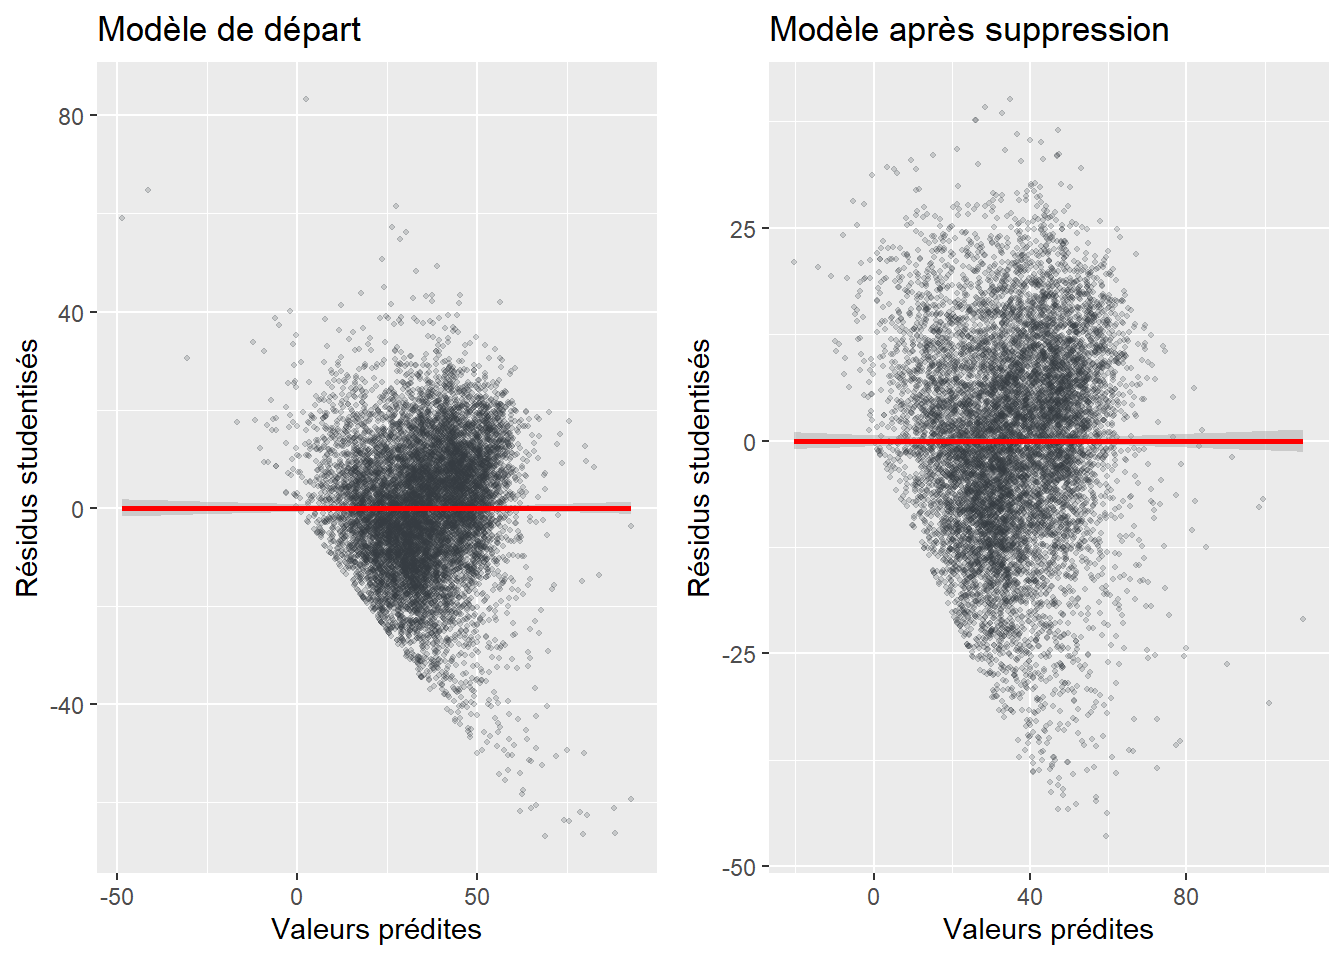 Modèle de départ
Résidus studentisés
80
40
0
-40
-50
0
50
Valeurs prédites
Modèle après suppression
Résidus studentisés
25
0
-25
-50
0
40
80
Valeurs prédites